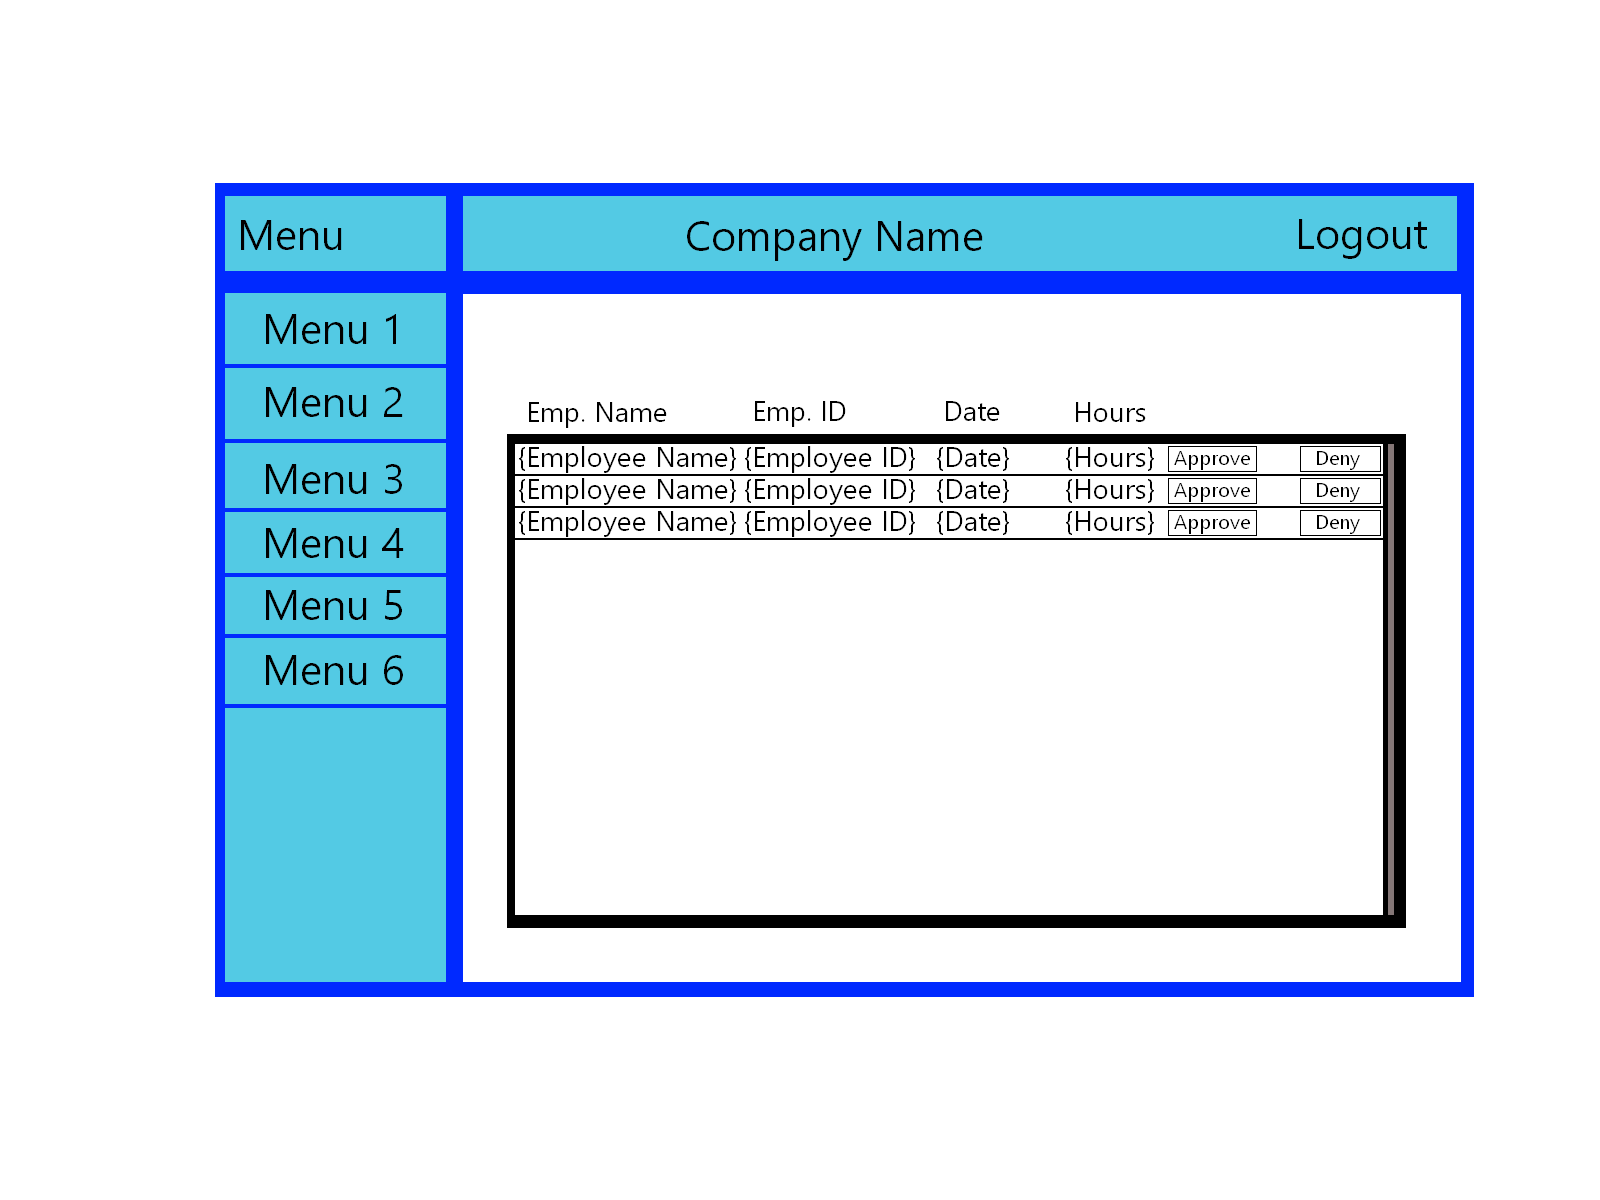 Menu
Company Name
Logout
Menu 1
Menu 2
Menu 3
Menu 4
Menu 5
Menu 6
Emp. Name Emp. ID Date Hours
{Employee Name} {Employee ID} {Date} {Hours} Approve Deny
{Employee Name} {Employee ID} {Date} {Hours} Approve Deny
{Employee Name} {Employee ID} {Date} {Hours} Approve Deny